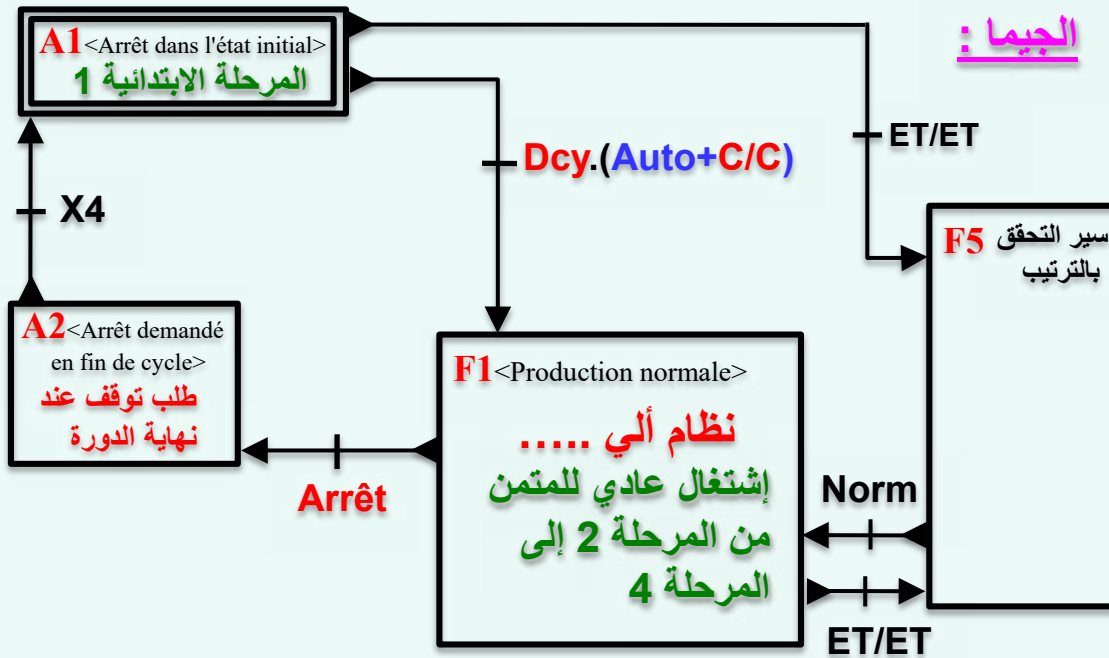 الجيما :
A1<Arrêt dans l'état initial>
المرحلة الابتدائية 1
ET/ET
Dcy.(Auto+C/C)
X4
F5 سير التحقق
بالترتيب
A2<Arrêt demandé
en fin de cycle>
طلب توقف عند
نهاية الدورة
F1<Production normale>
نظام ألي .....
إشتغال عادي للمتمن
من المرحلة 2 إلى
المرحلة 4
Arrêt
Norm
ET/ET